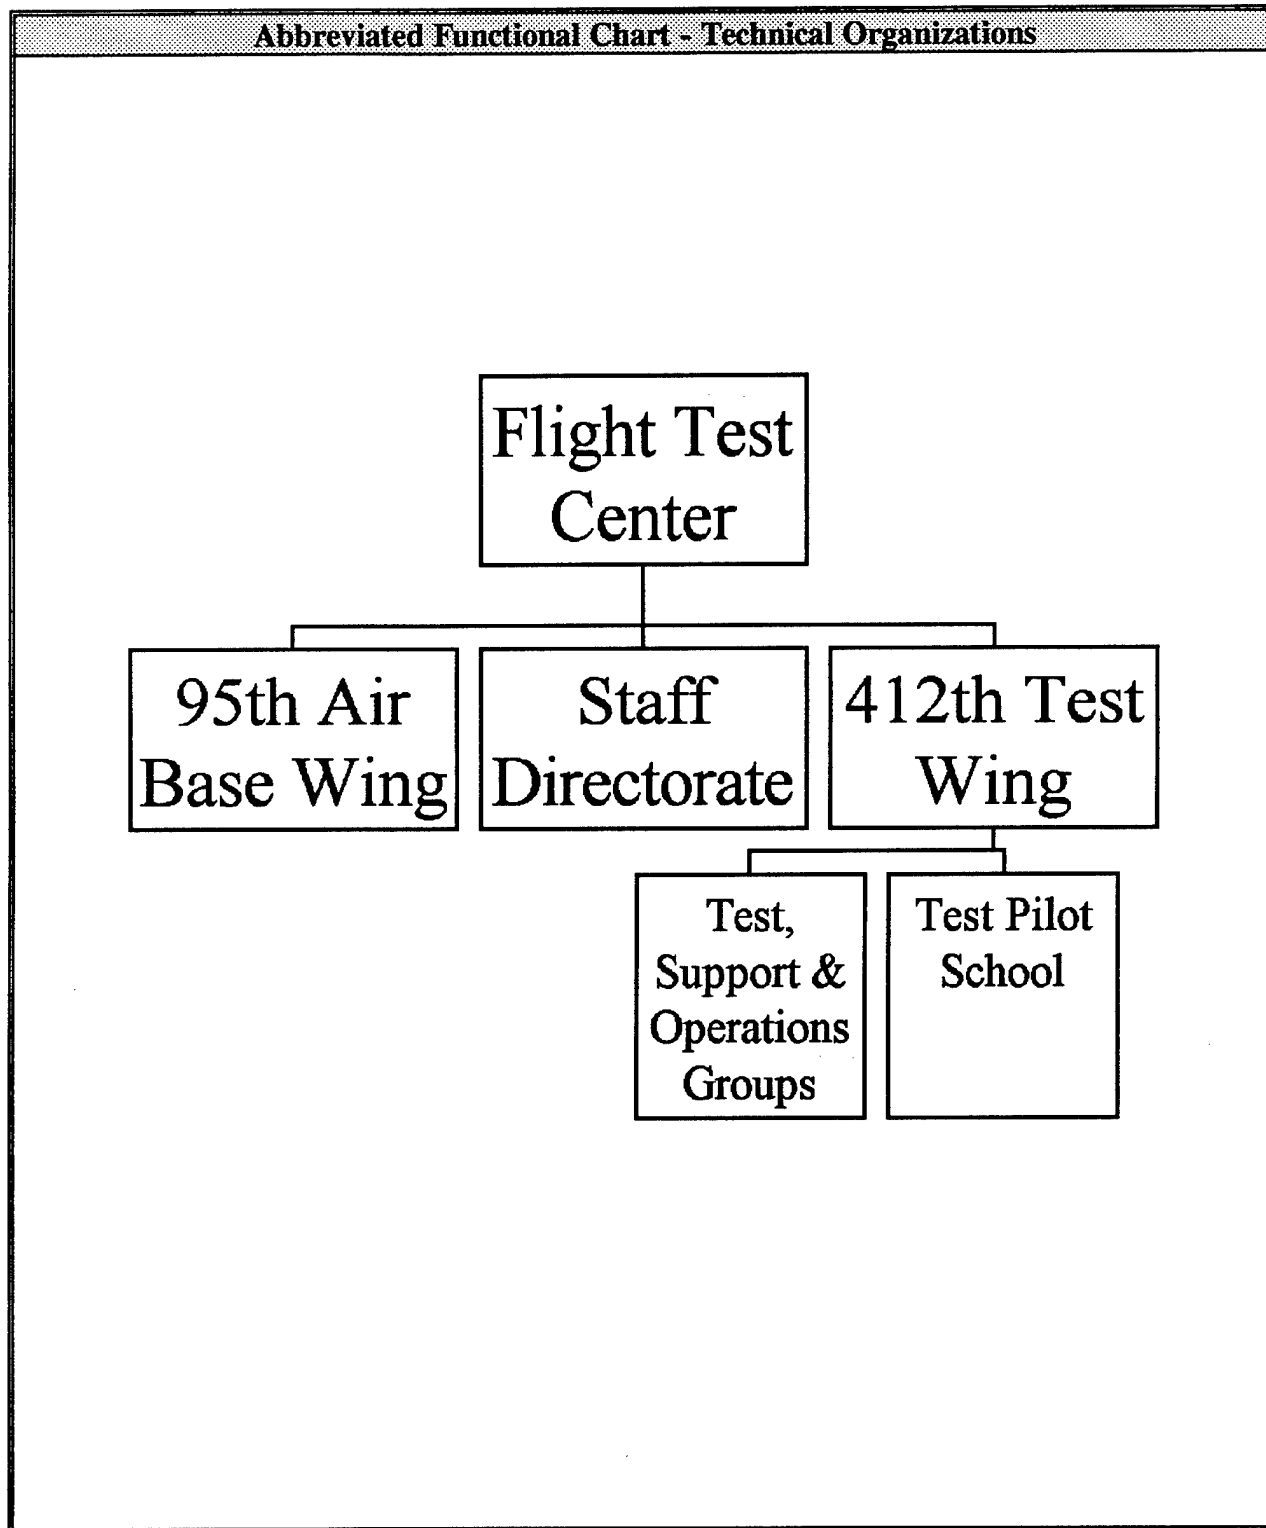 Abbreviated Functional Chart - Technical Organizations
Flight Test
Center
95th Air
Base Wing
Staff
Directorate
412th Test
Wing
Test,
Support &
Operations
Groups
Test Pilot
School